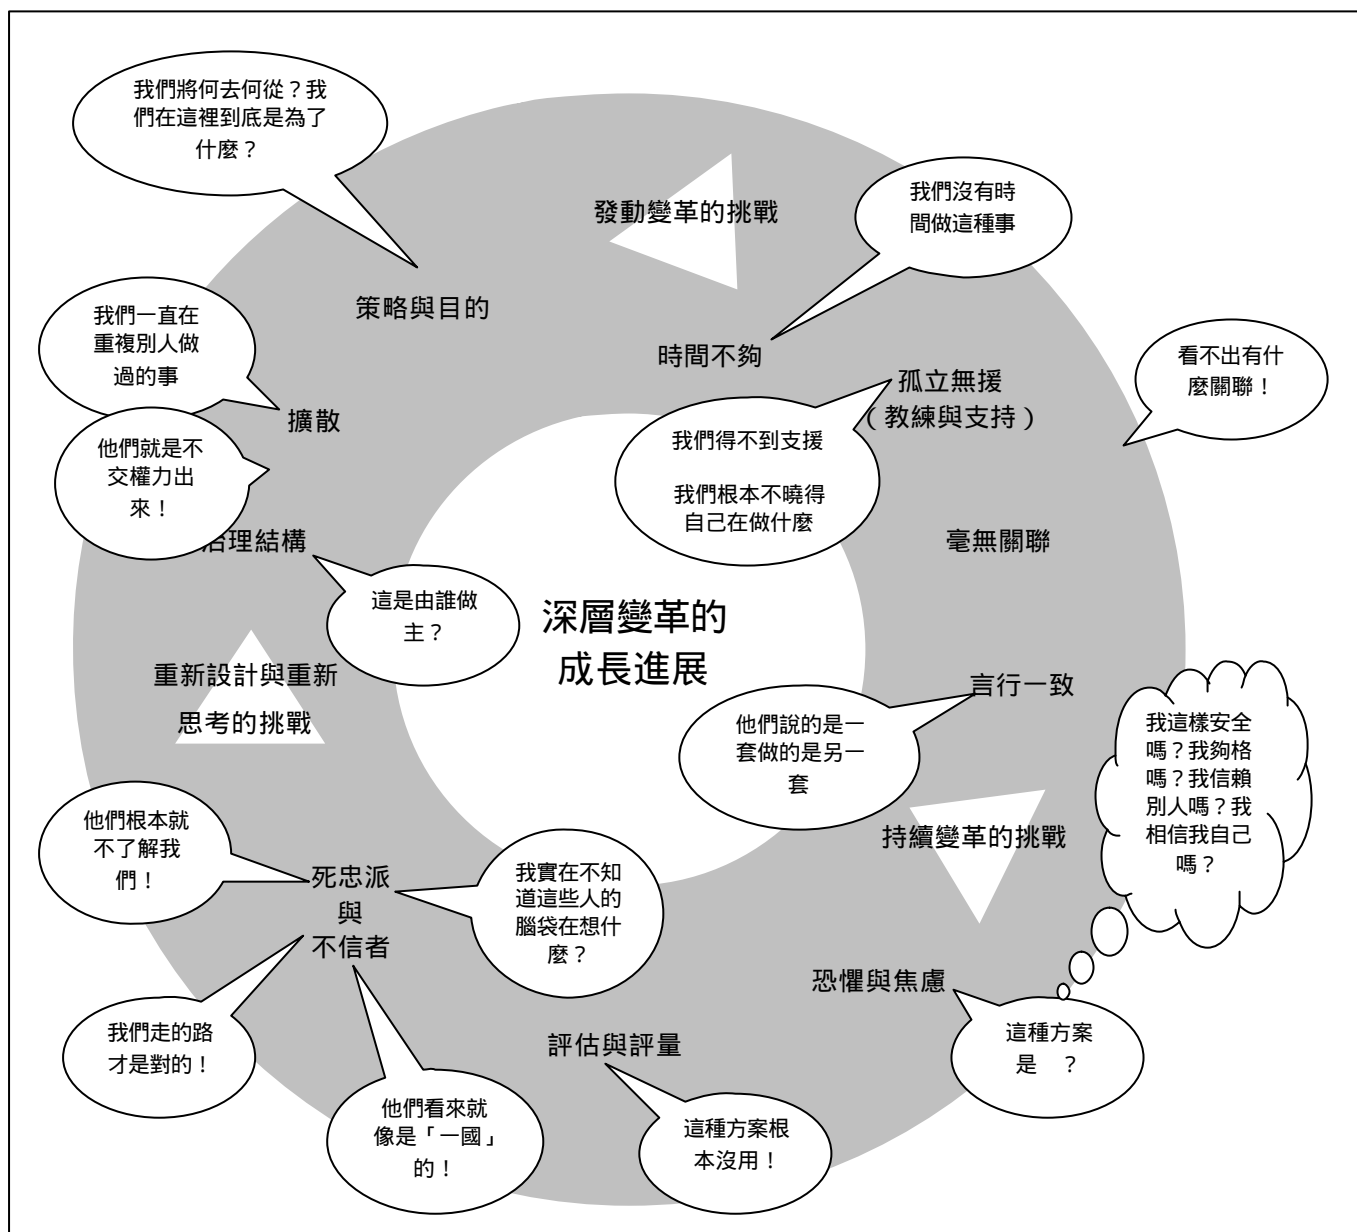 我們將何去何從？我
們在這裡到底是為了
什麼？
發動變革的挑戰
我們沒有時
間做這種事
策略與目的
我們一直在
重複別人做
過的事
時間不夠
看不出有什
麼關聯！
孤立無援
（教練與支持）
擴散
他們就是不
交權力出
來！
我們得不到支援
我們根本不曉得
自己在做什麼
治理結構
毫無關聯
這是由誰做
主？
深層變革的
成長進展
重新設計與重新
思考的挑戰
言行一致
他們說的是一
套做的是另一
套
我這樣安全
嗎？我夠格
嗎？我信賴
別人嗎？我
相信我自己
嗎？
持續變革的挑戰
他們根本就
不了解我
們！
死忠派
與
不信者
我實在不知
道這些人的
腦袋在想什
麼？
恐懼與焦慮
我們走的路
才是對的！
評估與評量
這種方案
是　？
他們看來就
像是「一國」
的！
這種方案根
本沒用！